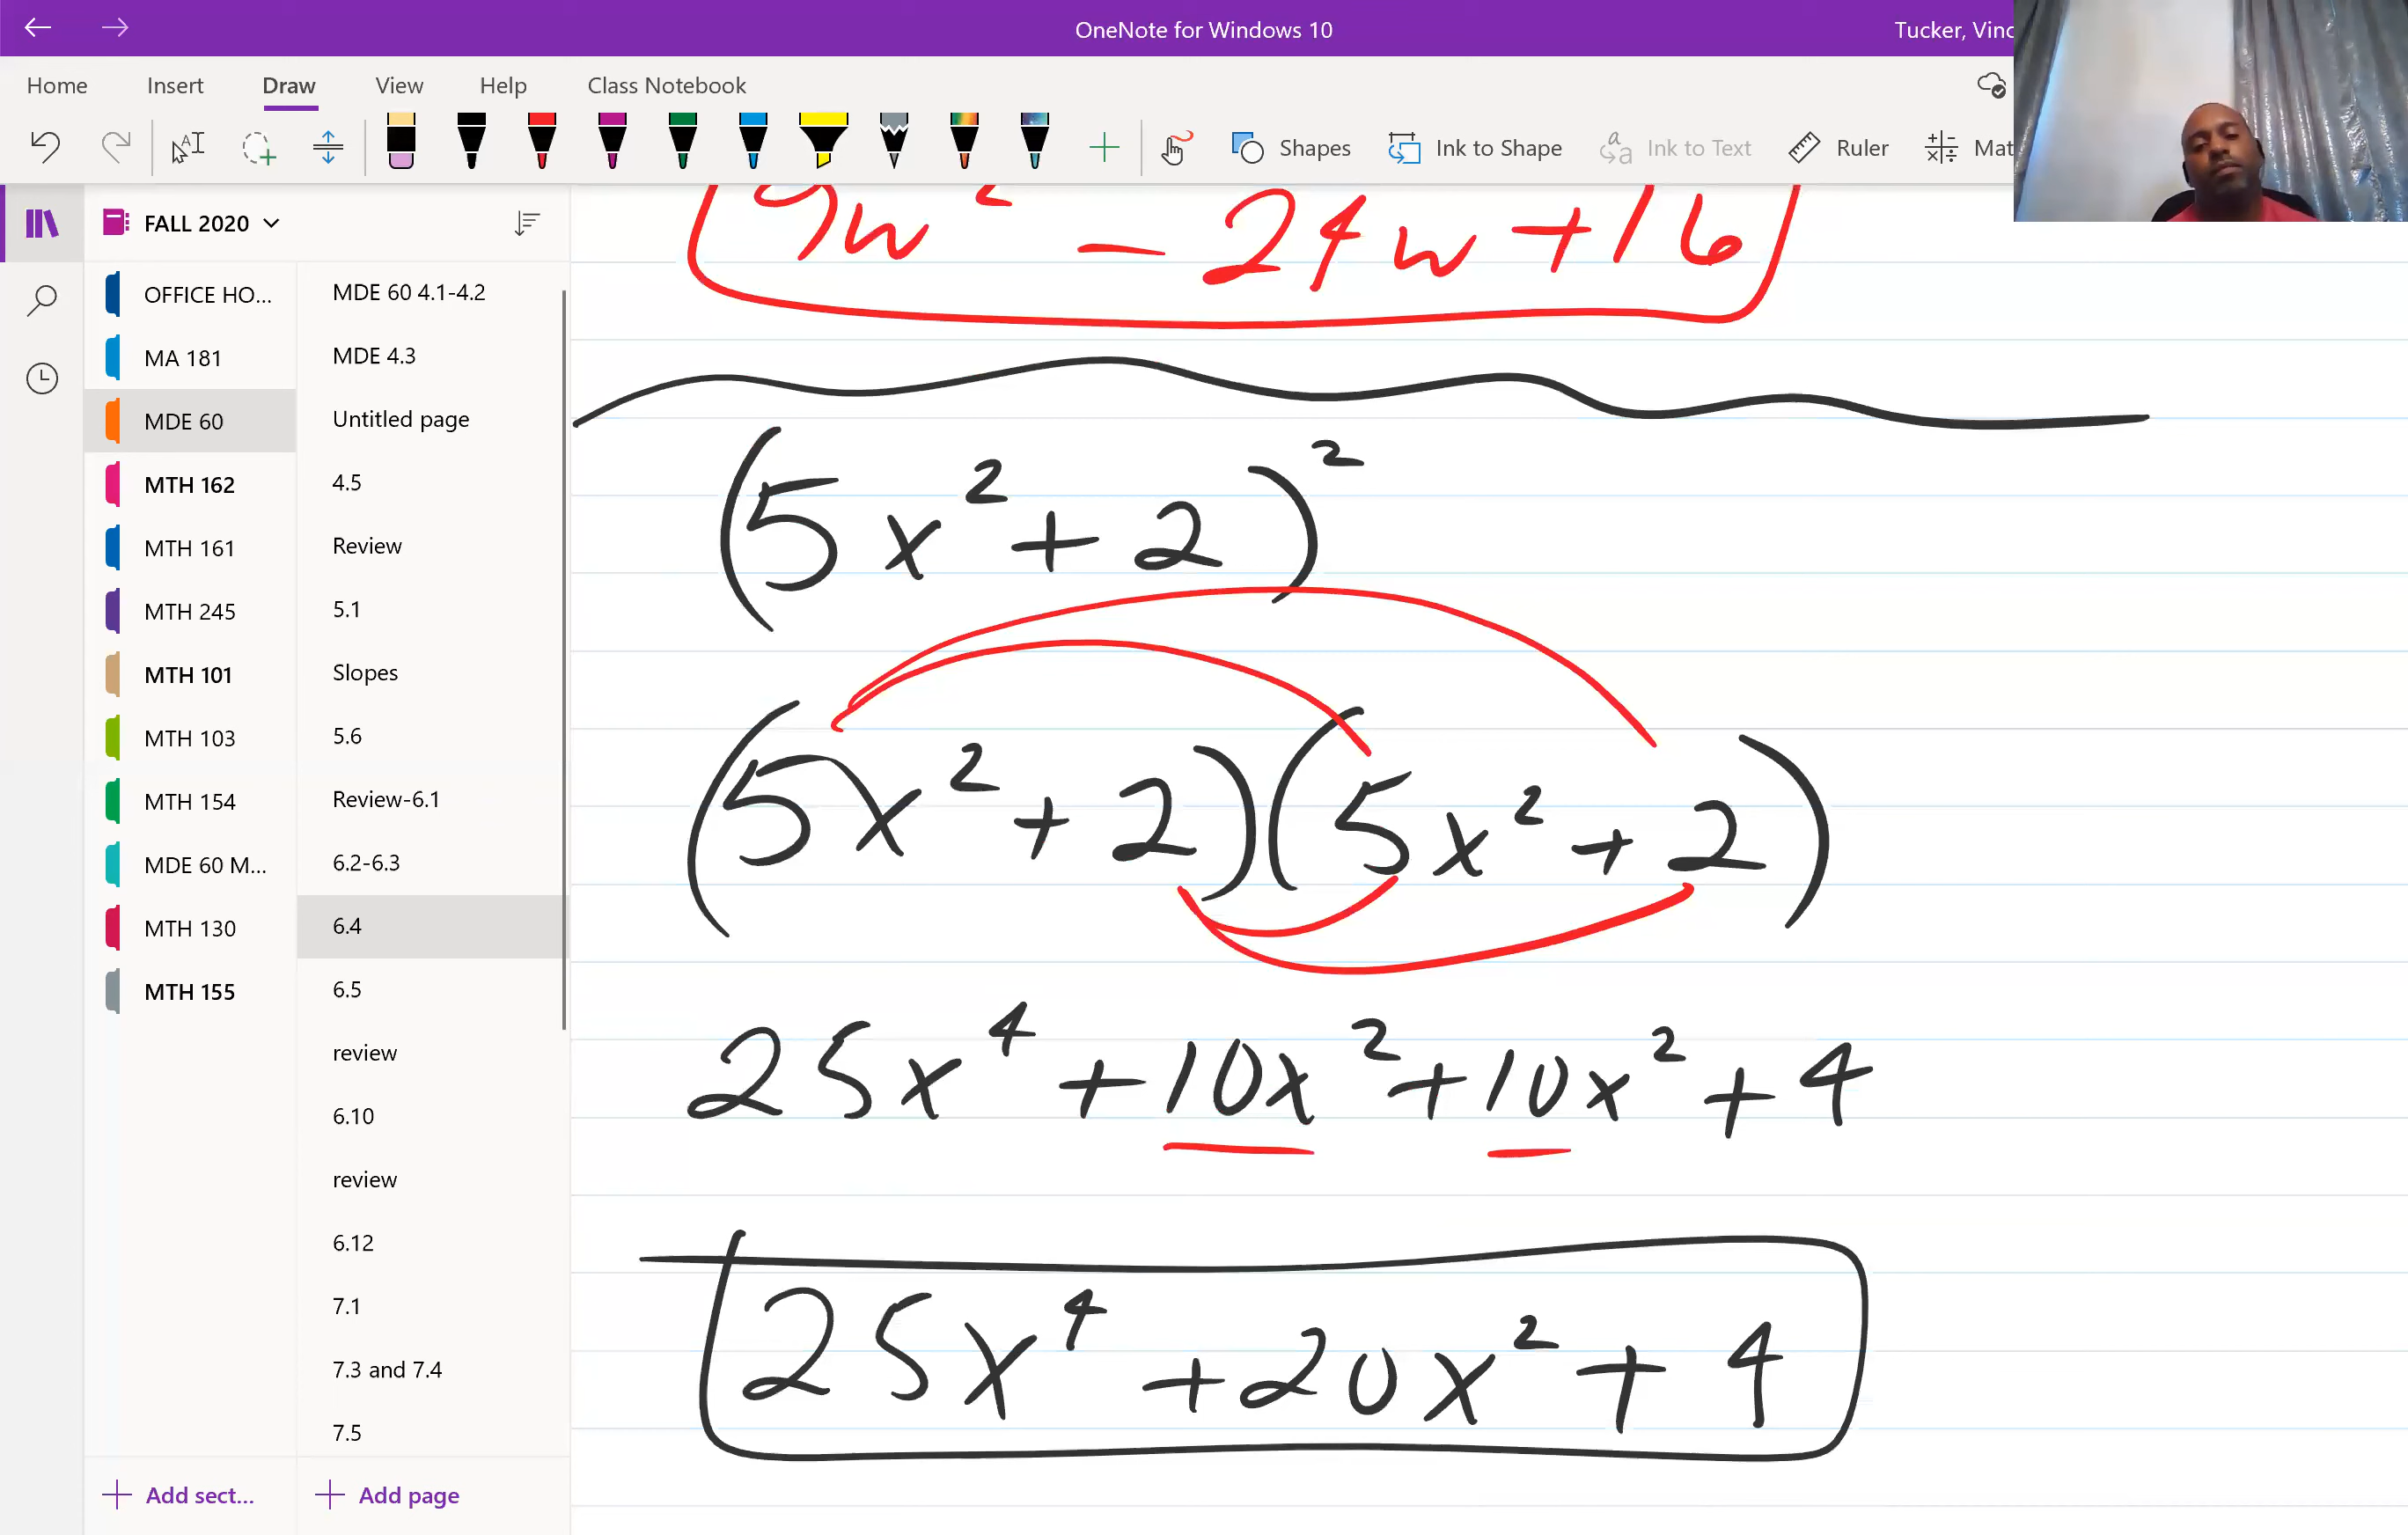 OneNote for Windows 10
Tucker, Vinc
Home Insert Draw View Help Class Notebook
Shapes Ink to Shape Ink to Text Ruler Mat
FALL 2020
OFFICE HO...
MA 181
MDE 60
MTH 162
MTH 161
MTH 245
MTH 101
MTH 103
MTH 154
MDE 60 M...
MTH 130
MTH 155
Add sect...
MDE 60 4.1-4.2
MDE 4.3
Untitled page
4.5
Review
5.1
Slopes
5.6
Review-6.1
6.2-6.3
6.4
6.5
review
6.10
review
6.12
7.1
7.3 and 7.4
7.5
Add page
9w² - 24w + 16
(5x² + 2)²
(5x² + 2)(5x² + 2)
25x⁴ + 10x² + 10x² + 4
25x⁴ + 20x² + 4